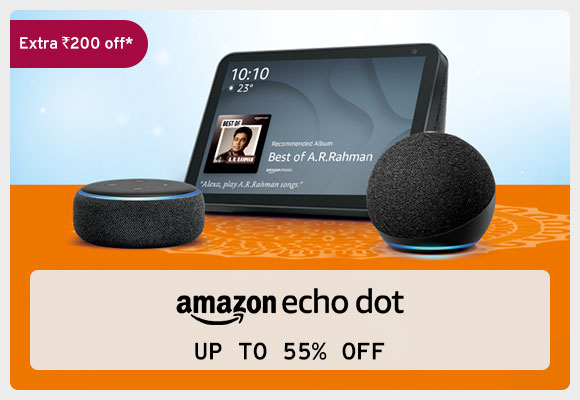 Extra ₹200 off*
10:10
23°
BEST OF
A.R. RAHMAN
Recommended Album
Best of A.R.Rahman
amazon music
"Alexa, play A.R.Rahman songs."
amazon echo dot
UP TO 55% OFF